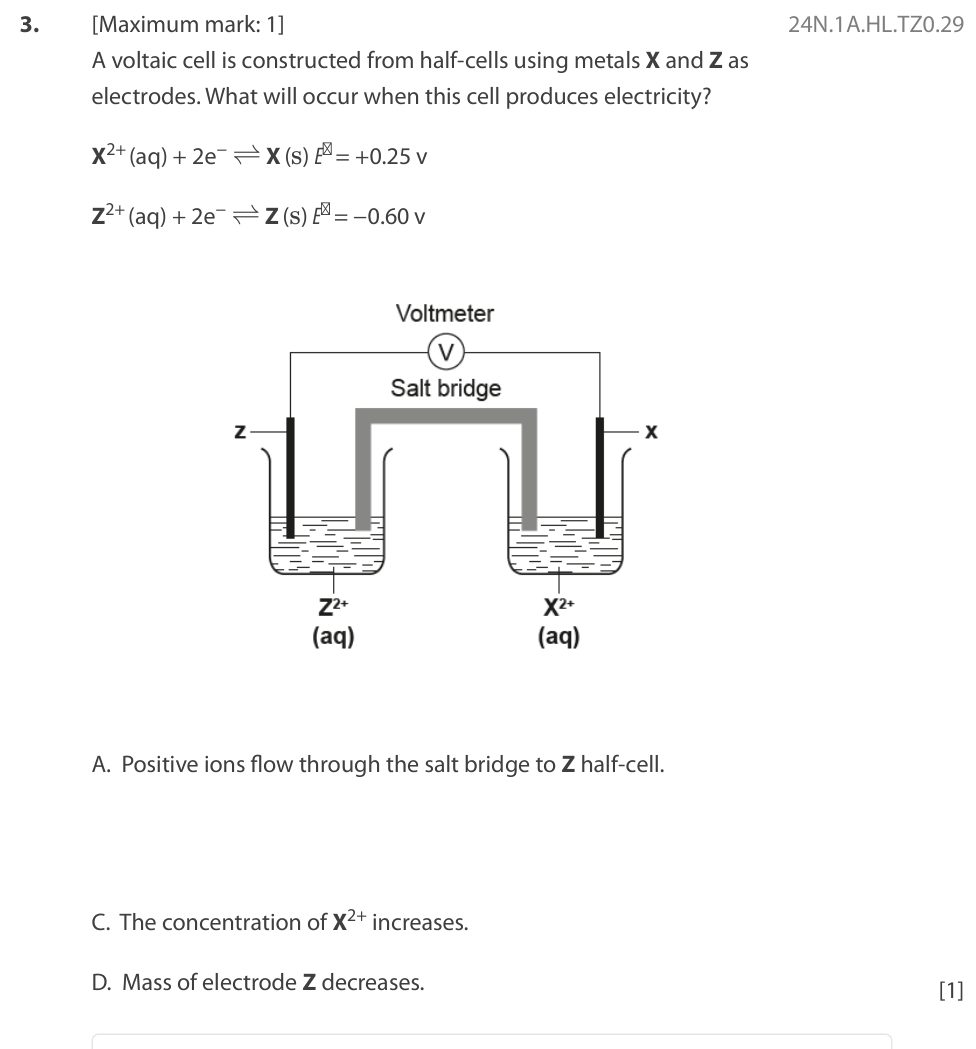 3. [Maximum mark: 1] 24N.1A.HL.TZ0.29
A voltaic cell is constructed from half-cells using metals X and Z as
electrodes. What will occur when this cell produces electricity?
X²⁺ (aq) + 2e⁻ ⇌ X (s) E☒ = +0.25 v
Z²⁺ (aq) + 2e⁻ ⇌ Z (s) E☒ = −0.60 v
Voltmeter
V
Salt bridge
Z
X
Z²⁺
(aq)
X²⁺
(aq)
A. Positive ions flow through the salt bridge to Z half-cell.
C. The concentration of X²⁺ increases.
D. Mass of electrode Z decreases.
[1]